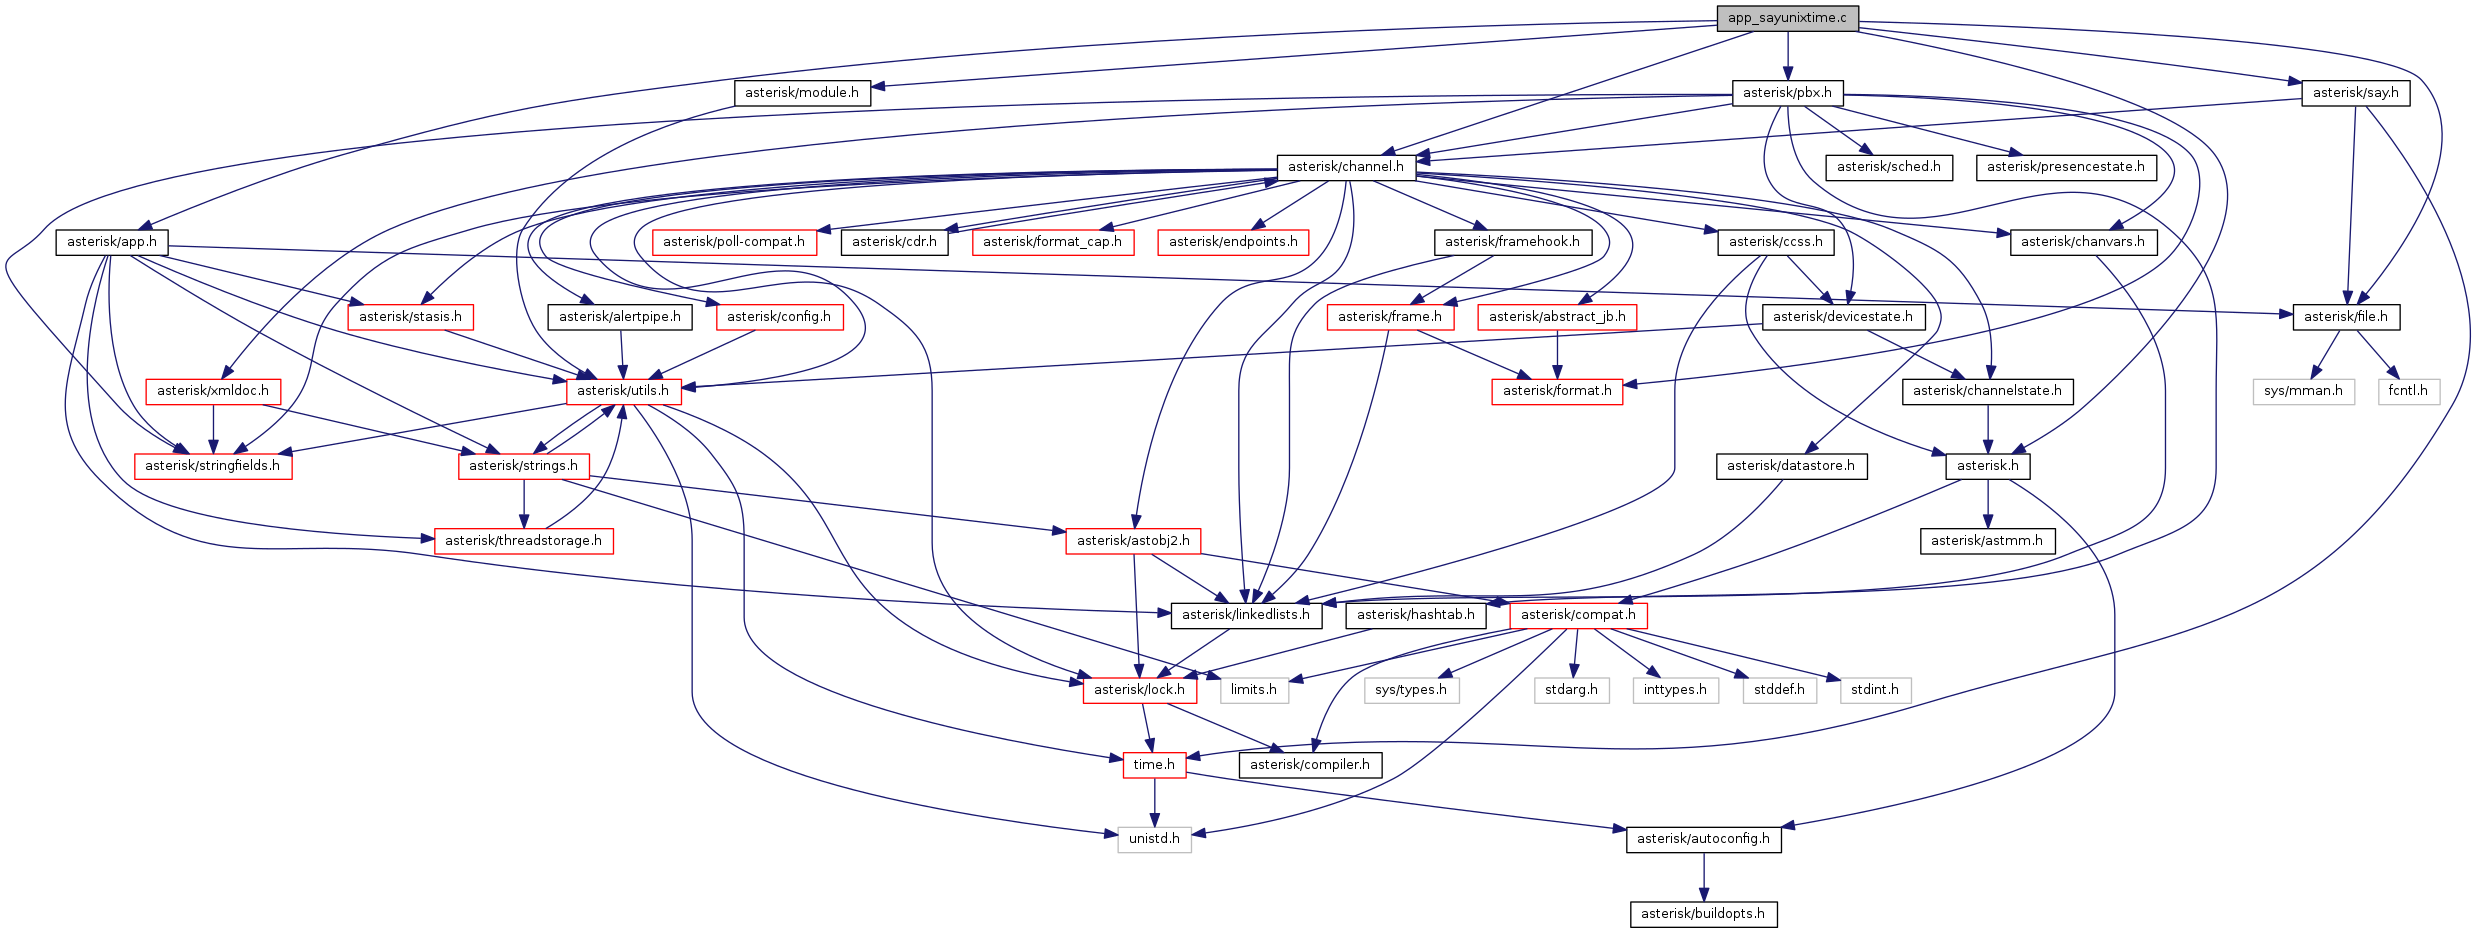 app_sayunixtime.c
asterisk/module.h
asterisk/pbx.h
asterisk/say.h
asterisk/channel.h
asterisk/sched.h
asterisk/presencestate.h
asterisk/app.h
asterisk/poll-compat.h
asterisk/cdr.h
asterisk/format_cap.h
asterisk/endpoints.h
asterisk/framehook.h
asterisk/ccss.h
asterisk/chanvars.h
asterisk/stasis.h
asterisk/alertpipe.h
asterisk/config.h
asterisk/frame.h
asterisk/abstract_jb.h
asterisk/devicestate.h
asterisk/file.h
asterisk/xmldoc.h
asterisk/utils.h
asterisk/format.h
asterisk/channelstate.h
sys/mman.h
fcntl.h
asterisk/stringfields.h
asterisk/strings.h
asterisk/datastore.h
asterisk.h
asterisk/threadstorage.h
asterisk/astobj2.h
asterisk/astmm.h
asterisk/linkedlists.h
asterisk/hashtab.h
asterisk/compat.h
asterisk/lock.h
limits.h
sys/types.h
stdarg.h
inttypes.h
stddef.h
stdint.h
time.h
asterisk/compiler.h
unistd.h
asterisk/autoconfig.h
asterisk/buildopts.h